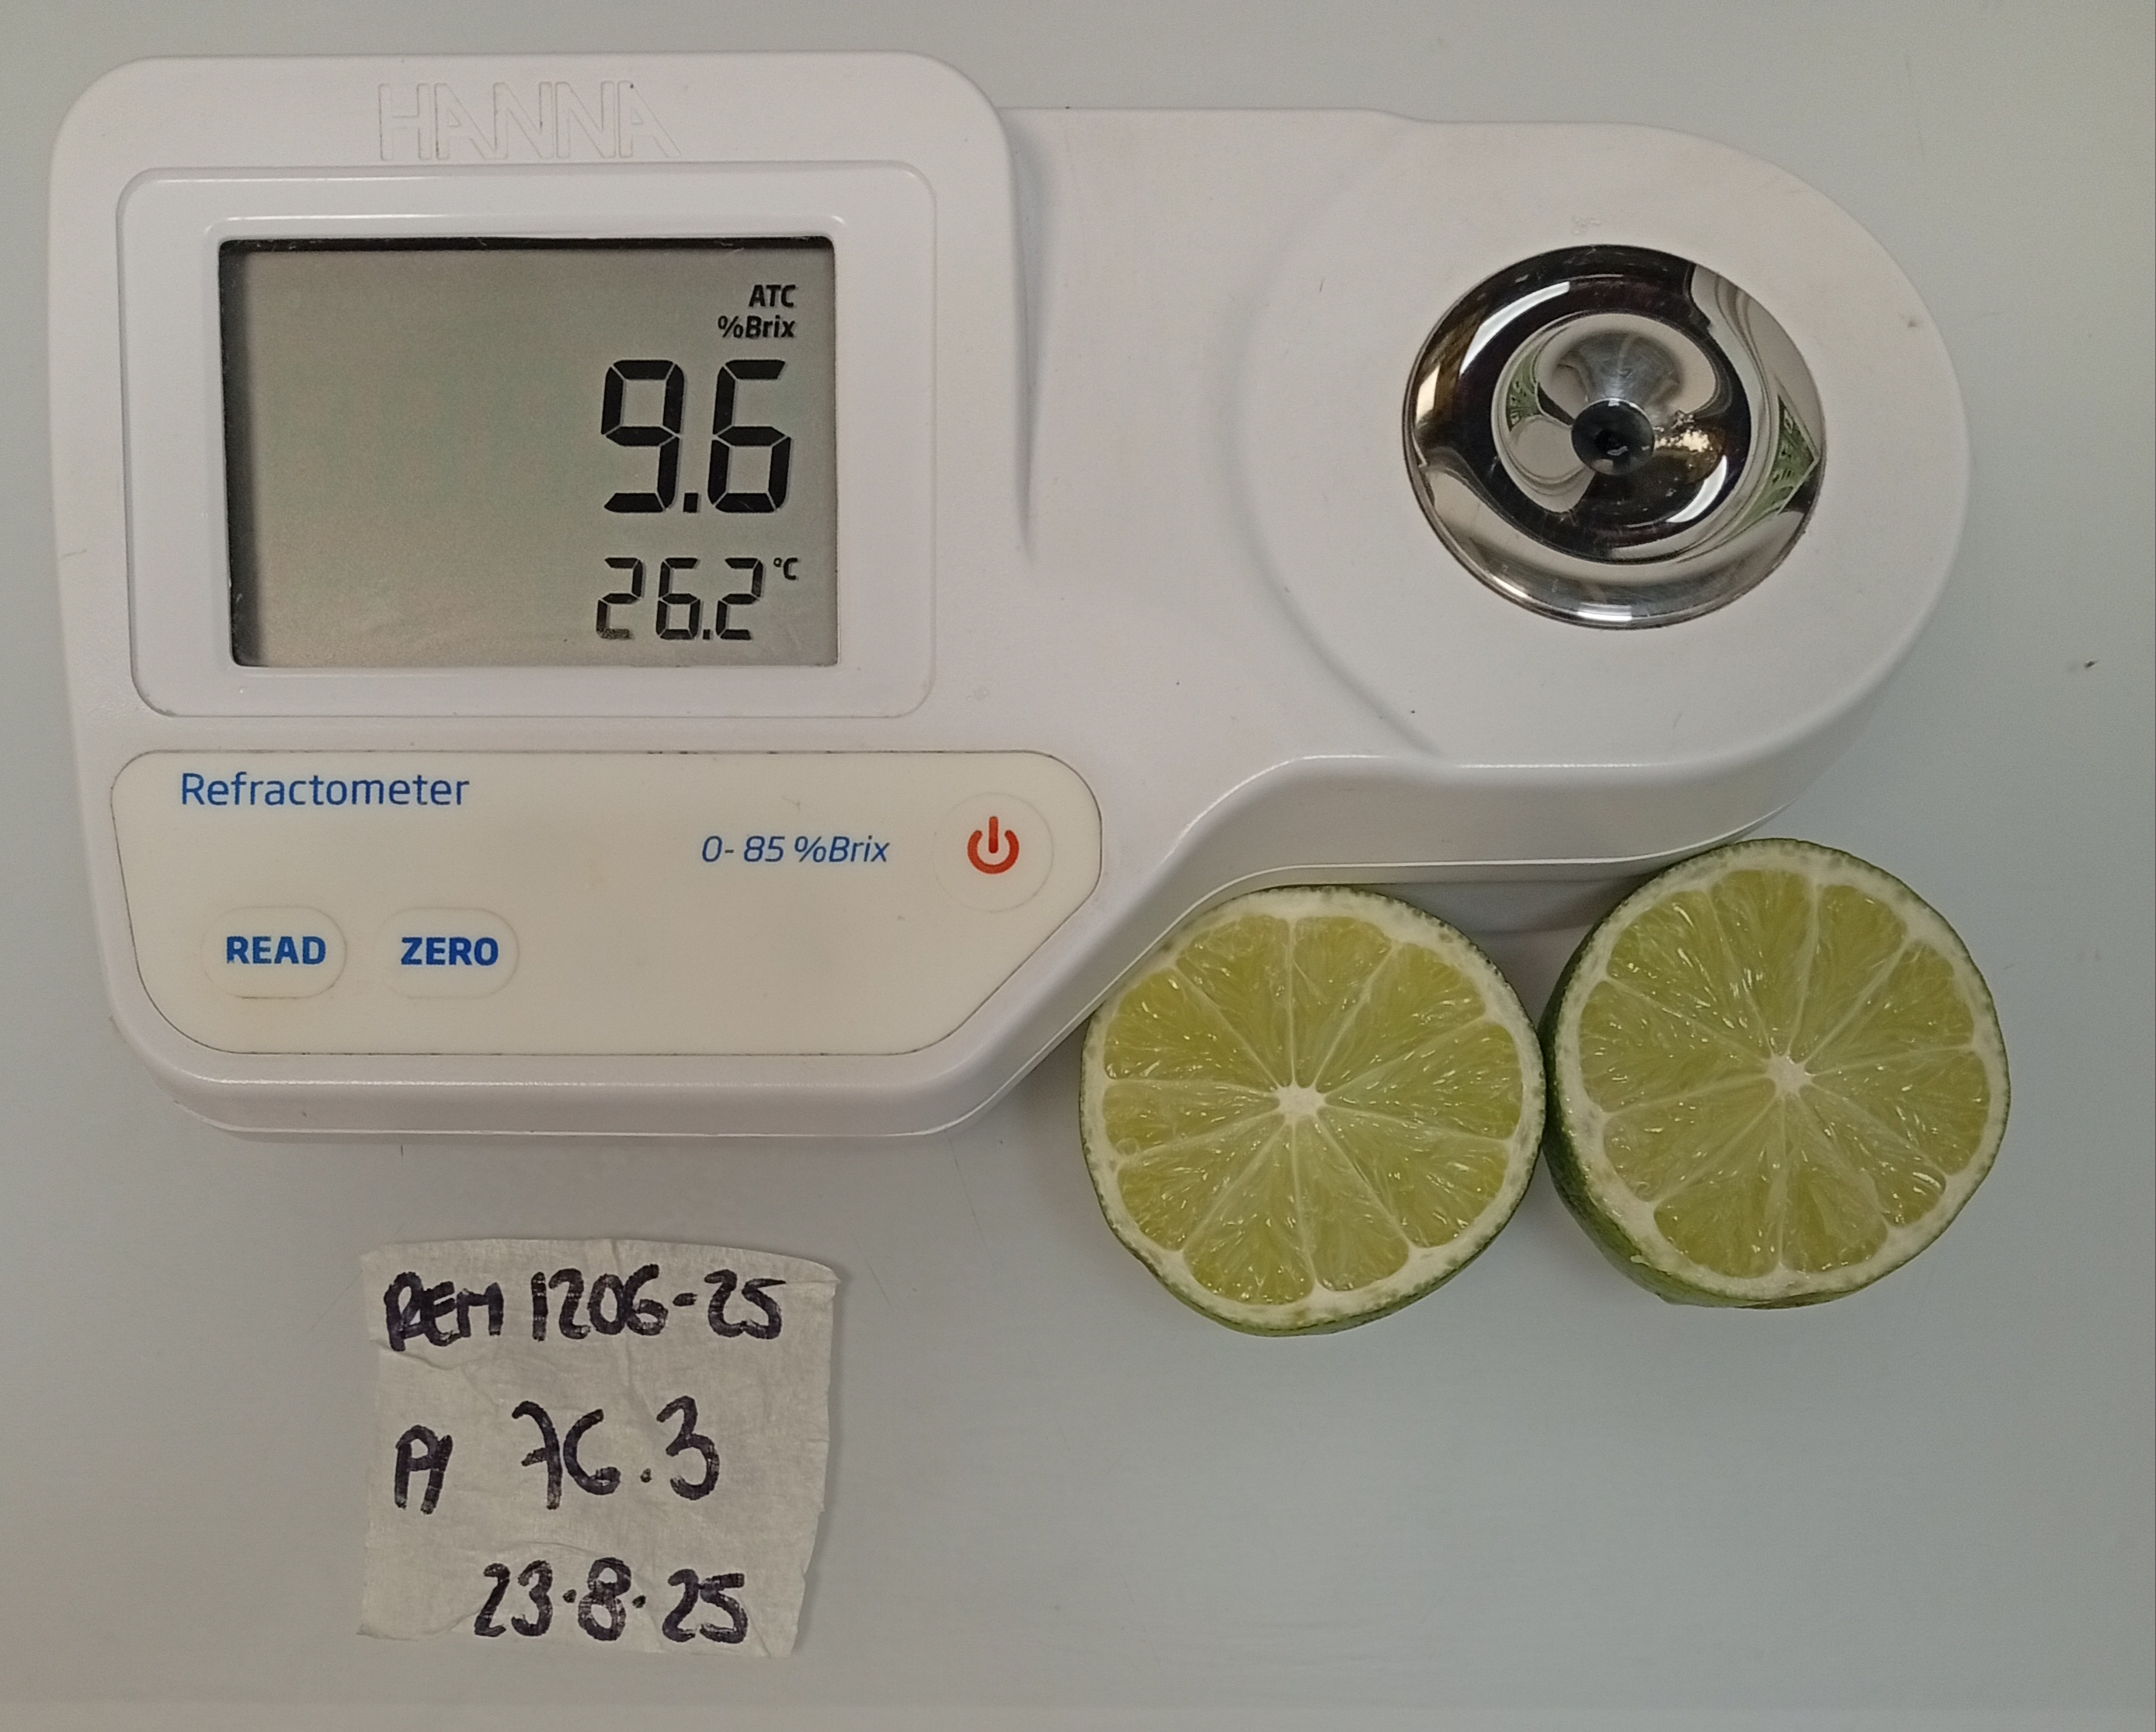 HANNA
ATC
%Brix
9.6
26.2 °C
Refractometer
0- 85 %Brix
READ ZERO
REM 1206-25
A 76.3
23.8.25